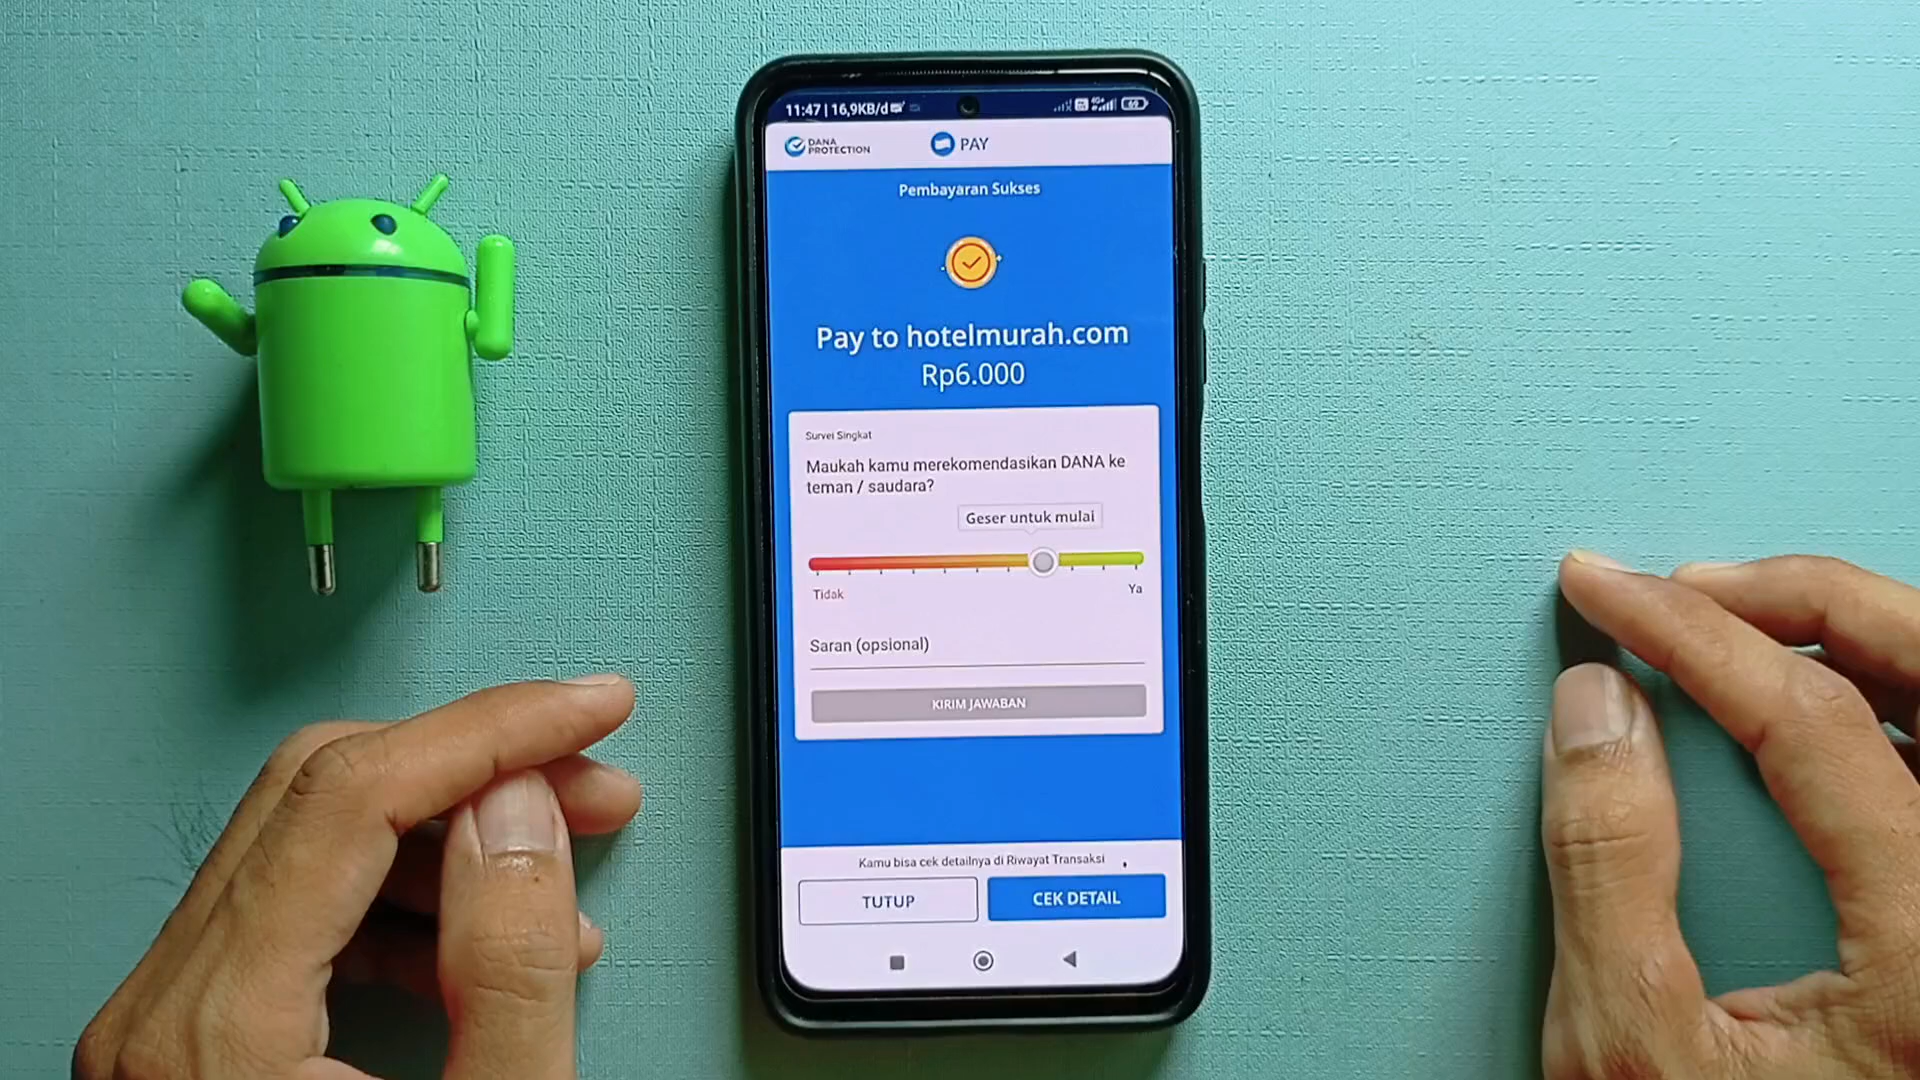 11:47 | 16,9KB/d
DANA
PROTECTION
PAY
Pembayaran Sukses
Pay to hotelmurah.com
Rp6.000
Survei Singkat
Maukah kamu merekomendasikan DANA ke
teman / saudara?
Geser untuk mulai
Tidak
Ya
Saran (opsional)
KIRIM JAWABAN
Kamu bisa cek detailnya di Riwayat Transaksi
TUTUP
CEK DETAIL